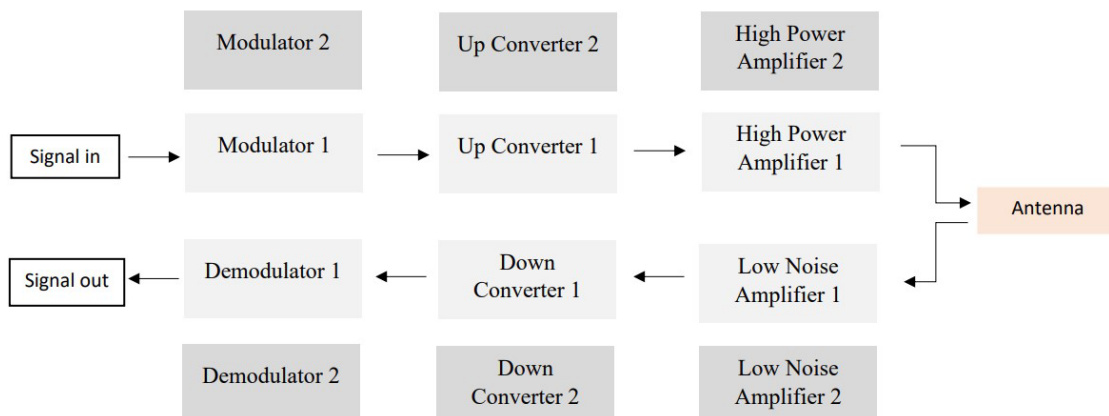 Modulator 2
Up Converter 2
High Power
Amplifier 2
Signal in
Modulator 1
Up Converter 1
High Power
Amplifier 1
Antenna
Signal out
Demodulator 1
Down
Converter 1
Low Noise
Amplifier 1
Demodulator 2
Down
Converter 2
Low Noise
Amplifier 2